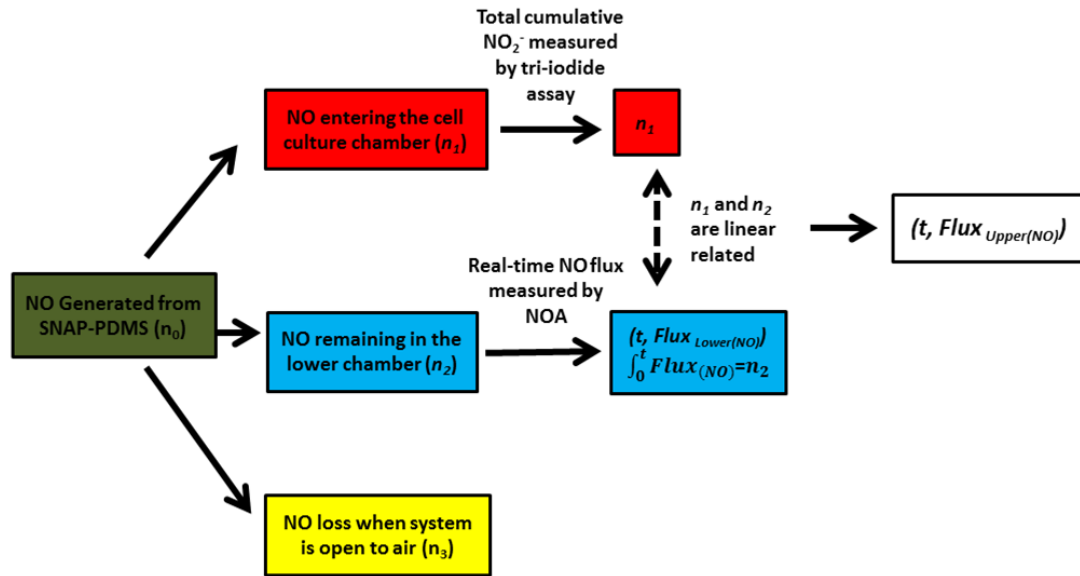 Total cumulative
NO₂⁻ measured
by tri-iodide
assay
NO entering the cell
culture chamber (n₁)
n₁
n₁ and n₂
are linear
related
(t, Flux Upper(NO))
Real-time NO flux
measured by
NOA
NO Generated from
SNAP-PDMS (n₀)
NO remaining in the
lower chamber (n₂)
(t, Flux Lower(NO))
∫₀ᵗ Flux(NO)=n₂
NO loss when system
is open to air (n₃)